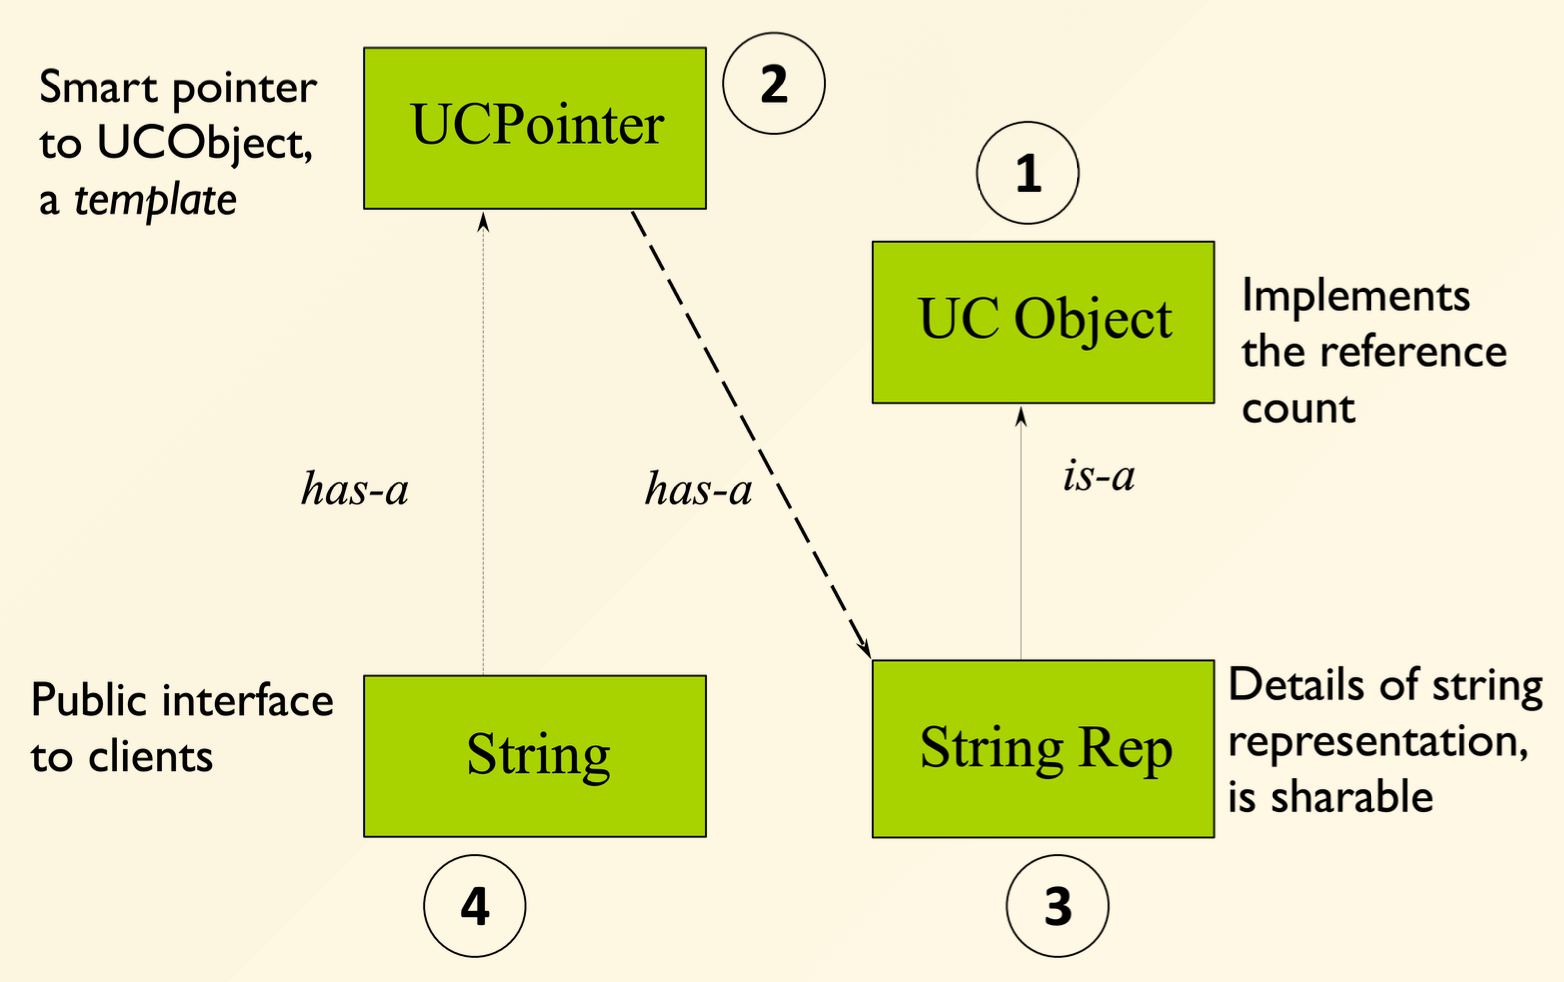 Smart pointer
to UCObject,
a template
UCPointer
2
1
UC Object
Implements
the reference
count
has-a
has-a
is-a
Public interface
to clients
String
4
String Rep
Details of string
representation,
is sharable
3